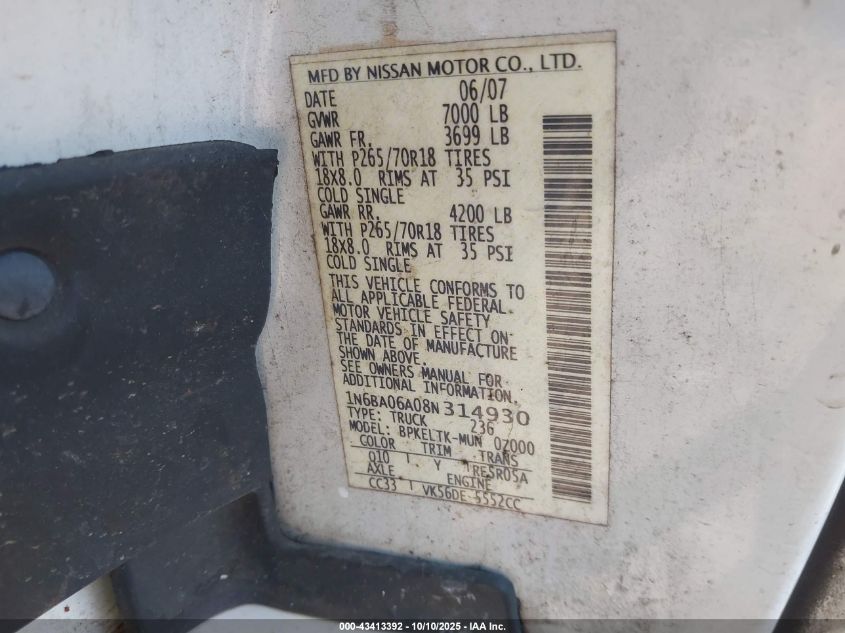 MFD BY NISSAN MOTOR CO., LTD.
DATE 06/07
GVWR 7000 LB
GAWR FR. 3699 LB
WITH P265/70R18 TIRES
18X8.0 RIMS AT 35 PSI
COLD SINGLE
GAWR RR. 4200 LB
WITH P265/70R18 TIRES
18X8.0 RIMS AT 35 PSI
COLD SINGLE
THIS VEHICLE CONFORMS TO
ALL APPLICABLE FEDERAL
MOTOR VEHICLE SAFETY
STANDARDS IN EFFECT ON
THE DATE OF MANUFACTURE
SHOWN ABOVE.
SEE OWNERS MANUAL FOR
ADDITIONAL INFORMATION.
1N6BA06A08N314930
TYPE: TRUCK 236
MODEL: BPKELTK-MUN 0Z000
COLOR TRIM TRANS
Q10 Y RE5R05A
AXLE ENGINE
CC33 VK56DE-5552CC
000-43413392 - 10/10/2025 - IAA Inc.